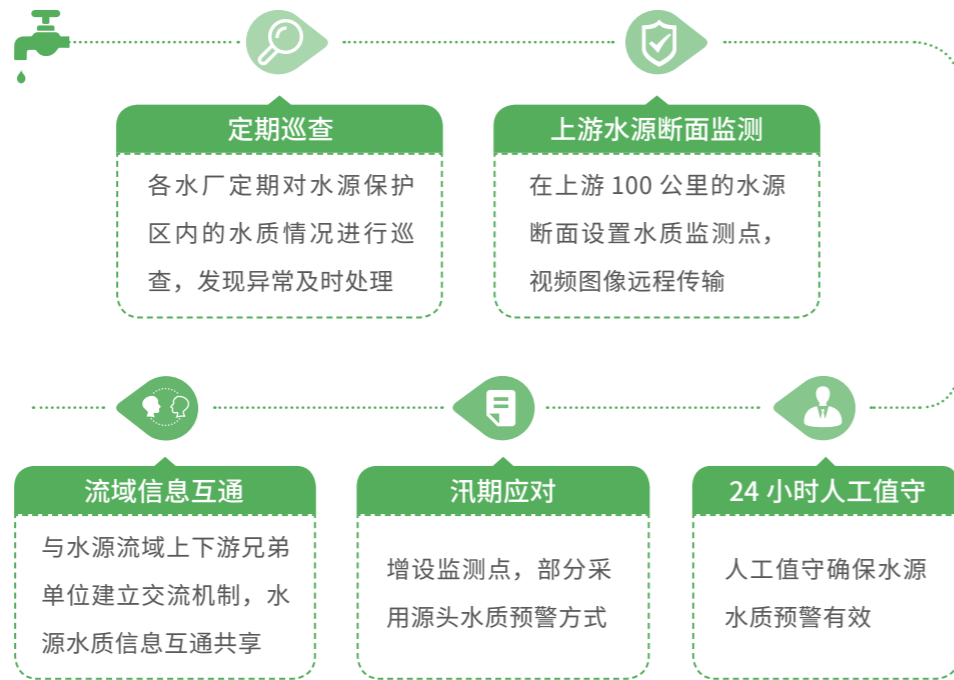 定期巡查
各水厂定期对水源保护
区内的水质情况进行巡
查，发现异常及时处理
上游水源断面监测
在上游 100 公里的水源
断面设置水质监测点，
视频图像远程传输
流域信息互通
与水源流域上下游兄弟
单位建立交流机制，水
源水质信息互通共享
汛期应对
增设监测点，部分采
用源头水质预警方式
24 小时人工值守
人工值守确保水源
水质预警有效